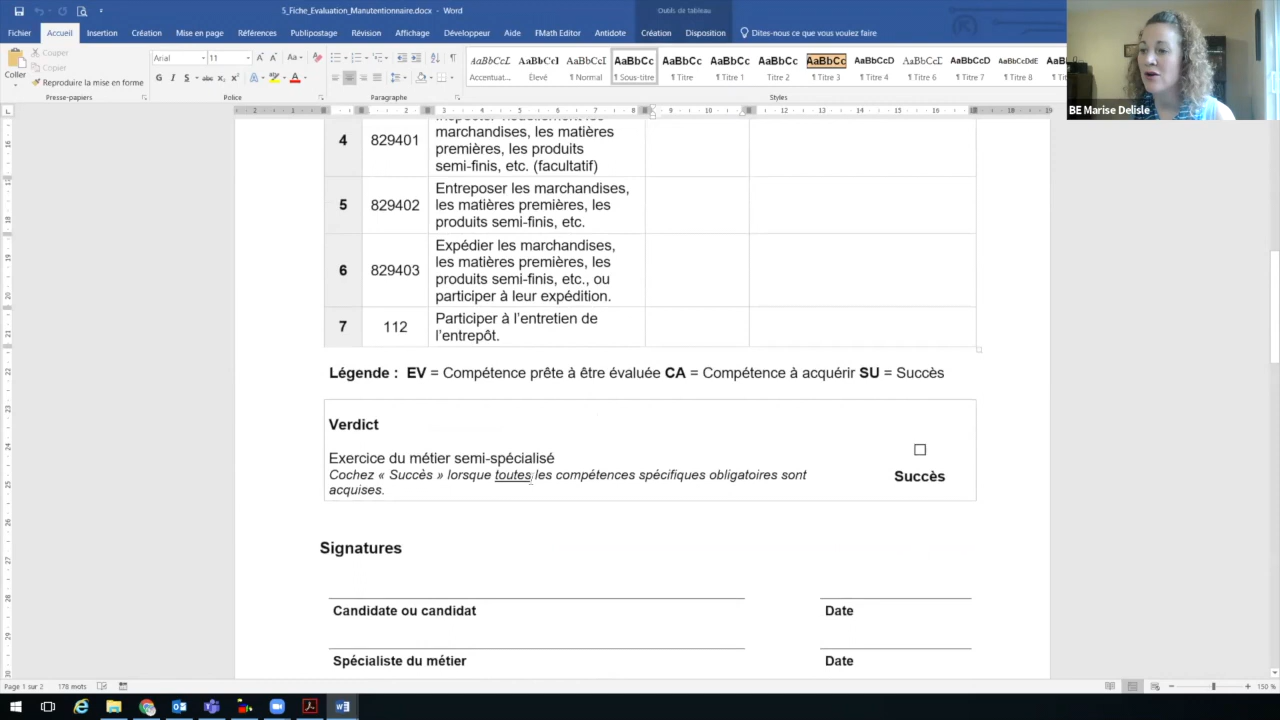 5_Fiche_Evaluation_Manutentionnaire.docx - Word
Outils de tableau
Fichier Accueil Insertion Création Mise en page Références Publipostage Révision Affichage Développeur Aide FMath Editor Antidote Création Disposition Dites-nous ce que vous voulez faire
Coller
Couper
Copier
Reproduire la mise en forme
Presse-papiers
Arial 11
Police
Paragraphe
AaBbCcL AaBbCcI AaBbCcI AaBbCc AaBbCc AaBbCc AaBbCc AaBbCc AaBbCcD AaBbCcL AaBbCcD AaBbCcDdE
Accentuat... Élevé ¶ Normal ¶ Sous-titre ¶ Titre ¶ Titre 1 ¶ Titre 2 ¶ Titre 3 ¶ Titre 4 ¶ Titre 6 ¶ Titre 7 ¶ Titre 8
Styles
BE Marise Delisle
4 829401
marchandises, les matières
premières, les produits
semi-finis, etc. (facultatif)
5 829402
Entreposer les marchandises,
les matières premières, les
produits semi-finis, etc.
6 829403
Expédier les marchandises,
les matières premières, les
produits semi-finis, etc., ou
participer à leur expédition.
7 112
Participer à l’entretien de
l’entrepôt.
Légende : EV = Compétence prête à être évaluée CA = Compétence à acquérir SU = Succès
Verdict
Exercice du métier semi-spécialisé
Cochez « Succès » lorsque toutes les compétences spécifiques obligatoires sont
acquises.
Succès
Signatures
Candidate ou candidat Date
Spécialiste du métier Date
Page 1 sur 2 178 mots
150 %